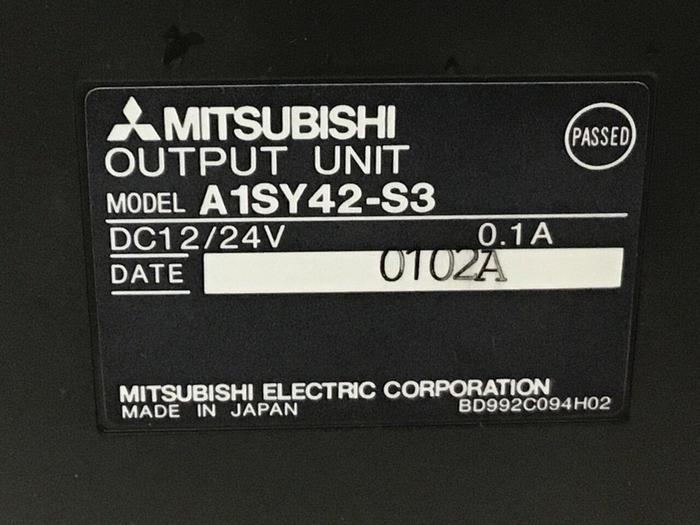 MITSUBISHI
PASSED
OUTPUT UNIT
MODEL A1SY42-S3
DC12/24V 0.1A
DATE 0102A
MITSUBISHI ELECTRIC CORPORATION
MADE IN JAPAN BD992C094H02